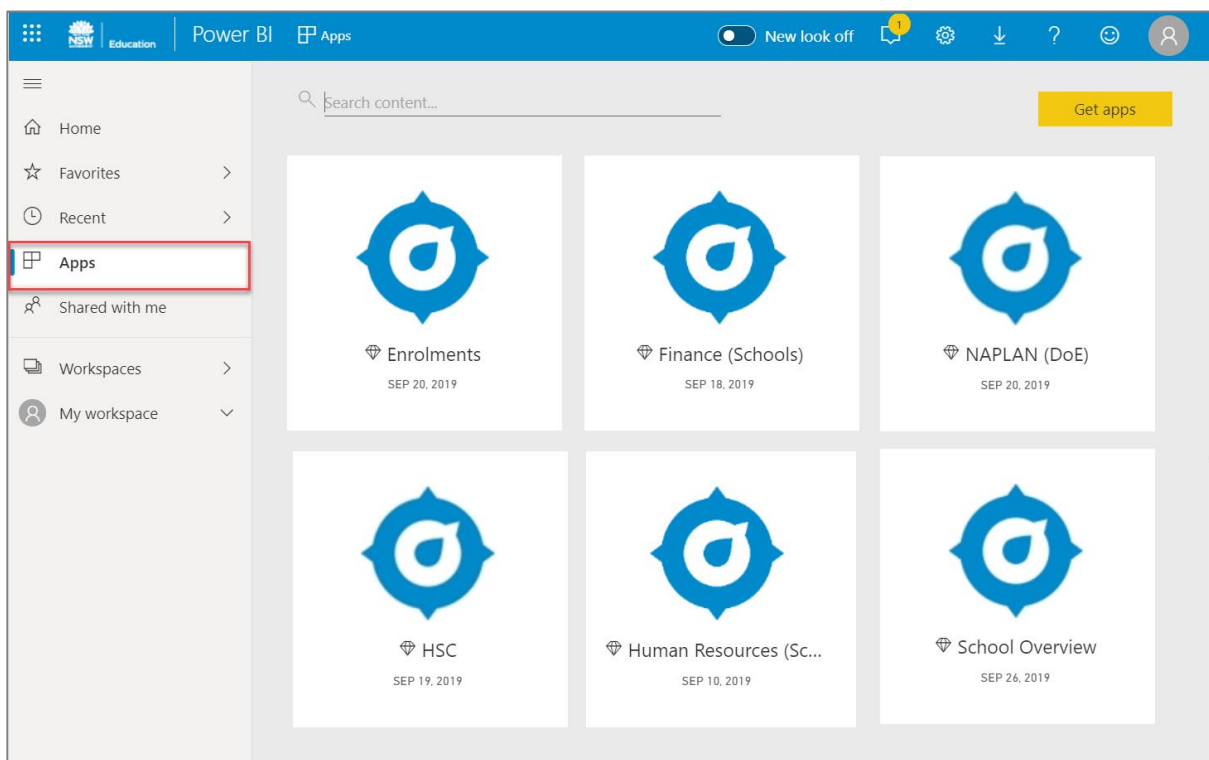 NSW Education Power BI Apps New look off 1
Search content...
Get apps
Home
Favorites
Recent
Apps
Shared with me
Workspaces
My workspace
Enrolments
SEP 20, 2019
Finance (Schools)
SEP 18, 2019
NAPLAN (DoE)
SEP 20, 2019
HSC
SEP 19, 2019
Human Resources (Sc...
SEP 10, 2019
School Overview
SEP 26, 2019